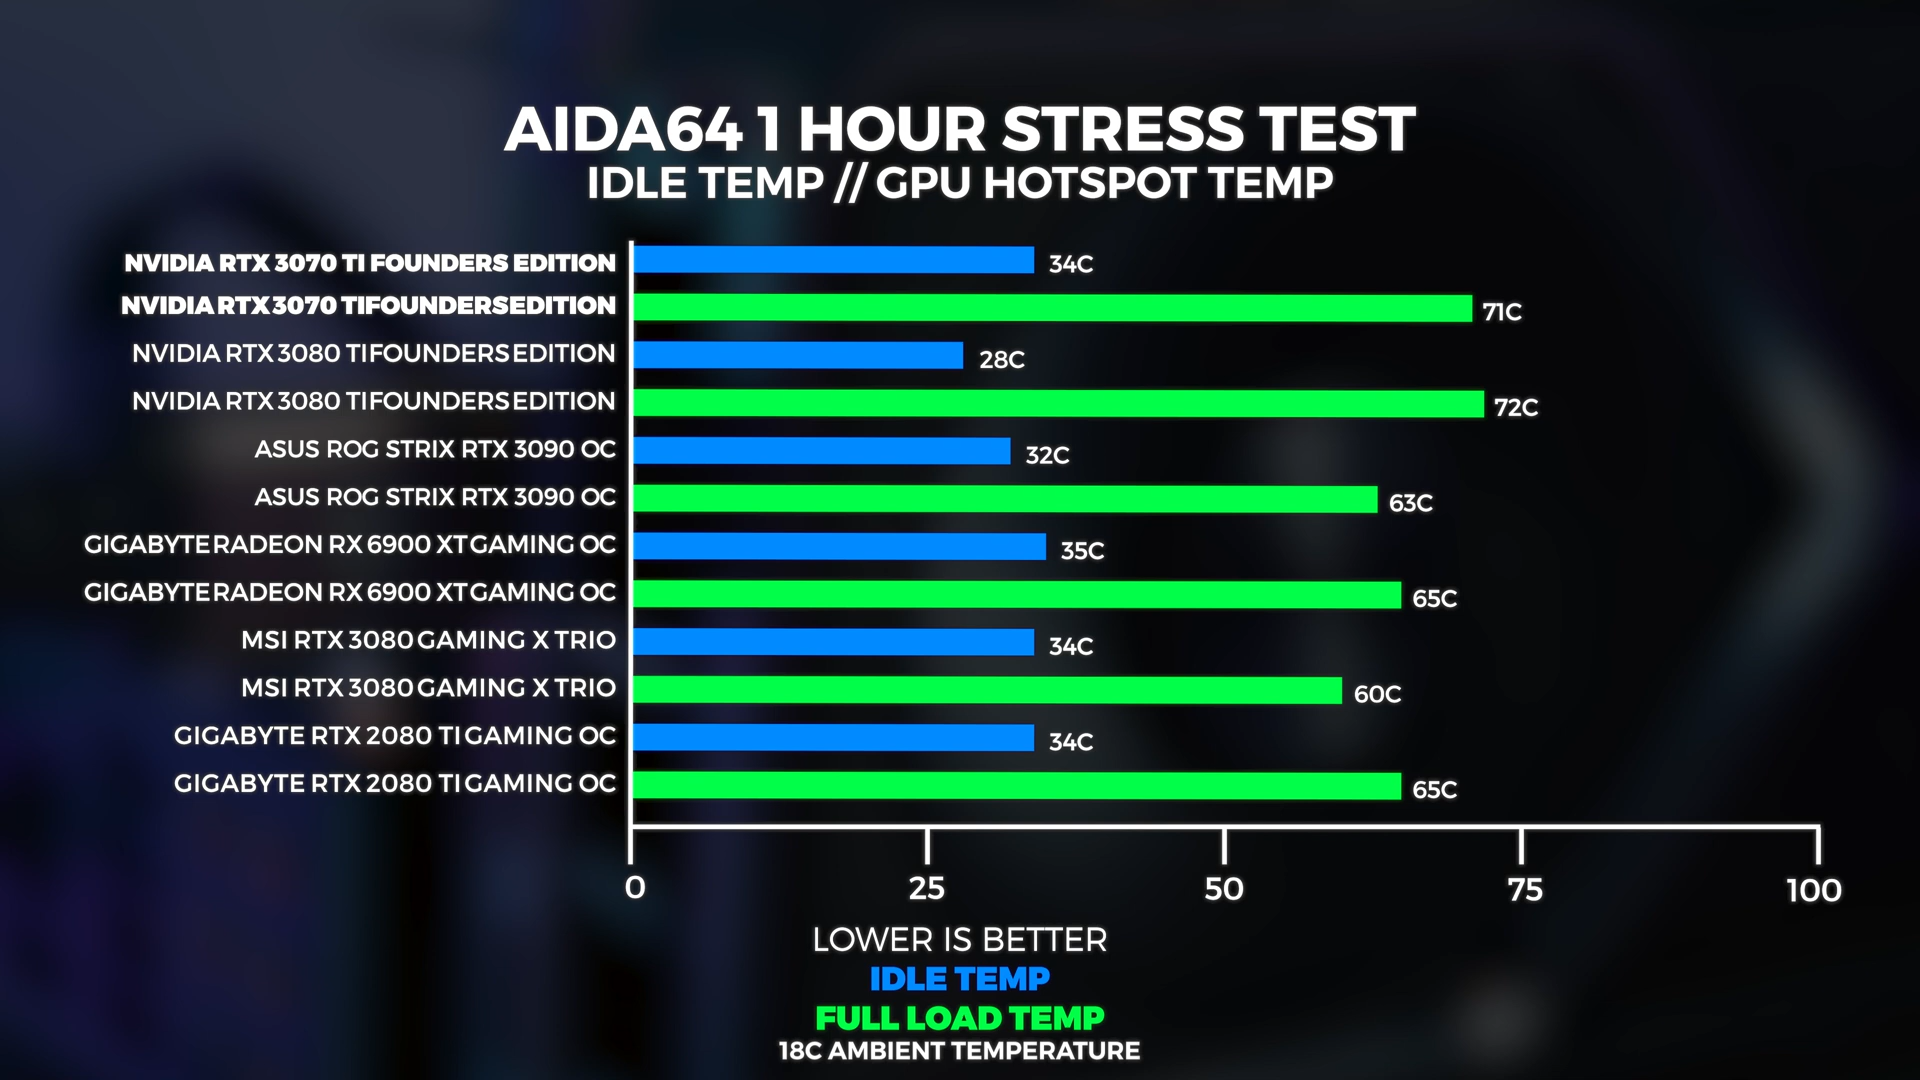 AIDA64 1 HOUR STRESS TEST
IDLE TEMP // GPU HOTSPOT TEMP
NVIDIA RTX 3070 TI FOUNDERS EDITION 34C
NVIDIA RTX 3070 TI FOUNDERS EDITION 71C
NVIDIA RTX 3080 TI FOUNDERS EDITION 28C
NVIDIA RTX 3080 TI FOUNDERS EDITION 72C
ASUS ROG STRIX RTX 3090 OC 32C
ASUS ROG STRIX RTX 3090 OC 63C
GIGABYTE RADEON RX 6900 XT GAMING OC 35C
GIGABYTE RADEON RX 6900 XT GAMING OC 65C
MSI RTX 3080 GAMING X TRIO 34C
MSI RTX 3080 GAMING X TRIO 60C
GIGABYTE RTX 2080 TI GAMING OC 34C
GIGABYTE RTX 2080 TI GAMING OC 65C
0 25 50 75 100
LOWER IS BETTER
IDLE TEMP
FULL LOAD TEMP
18C AMBIENT TEMPERATURE